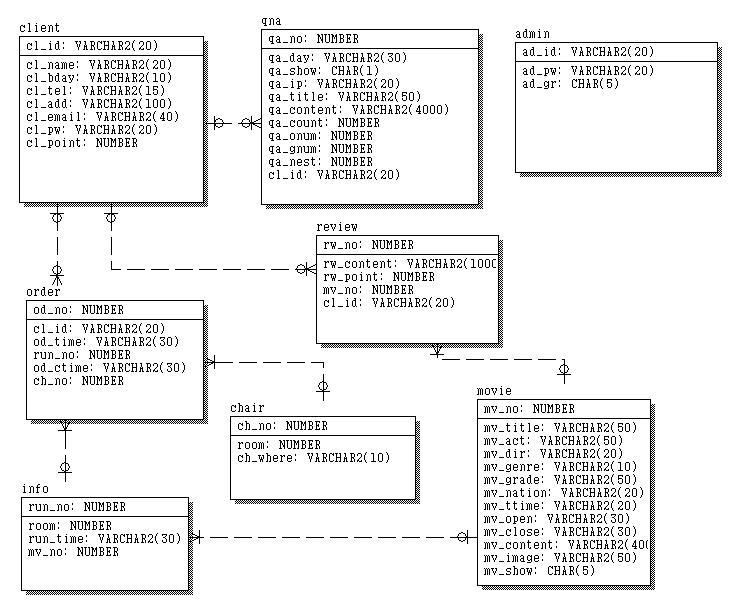 client
cl_id: VARCHAR2(20)
cl_name: VARCHAR2(20)
cl_bday: VARCHAR2(10)
cl_tel: VARCHAR2(15)
cl_add: VARCHAR2(100)
cl_email: VARCHAR2(40)
cl_pw: VARCHAR2(20)
cl_point: NUMBER
qna
qa_no: NUMBER
qa_day: VARCHAR2(30)
qa_show: CHAR(1)
qa_ip: VARCHAR2(20)
qa_title: VARCHAR2(50)
qa_content: VARCHAR2(4000)
qa_count: NUMBER
qa_onum: NUMBER
qa_gnum: NUMBER
qa_nest: NUMBER
cl_id: VARCHAR2(20)
admin
ad_id: VARCHAR2(20)
ad_pw: VARCHAR2(20)
ad_gr: CHAR(5)
review
rw_no: NUMBER
rw_content: VARCHAR2(1000
rw_point: NUMBER
mv_no: NUMBER
cl_id: VARCHAR2(20)
order
od_no: NUMBER
cl_id: VARCHAR2(20)
od_time: VARCHAR2(30)
run_no: NUMBER
od_ctime: VARCHAR2(30)
ch_no: NUMBER
chair
ch_no: NUMBER
room: NUMBER
ch_where: VARCHAR2(10)
movie
mv_no: NUMBER
mv_title: VARCHAR2(50)
mv_act: VARCHAR2(50)
mv_dir: VARCHAR2(20)
mv_genre: VARCHAR2(10)
mv_grade: VARCHAR2(50)
mv_nation: VARCHAR2(20)
mv_ttime: VARCHAR2(20)
mv_open: VARCHAR2(30)
mv_close: VARCHAR2(30)
mv_content: VARCHAR2(400
mv_image: VARCHAR2(50)
mv_show: CHAR(5)
info
run_no: NUMBER
room: NUMBER
run_time: VARCHAR2(30)
mv_no: NUMBER